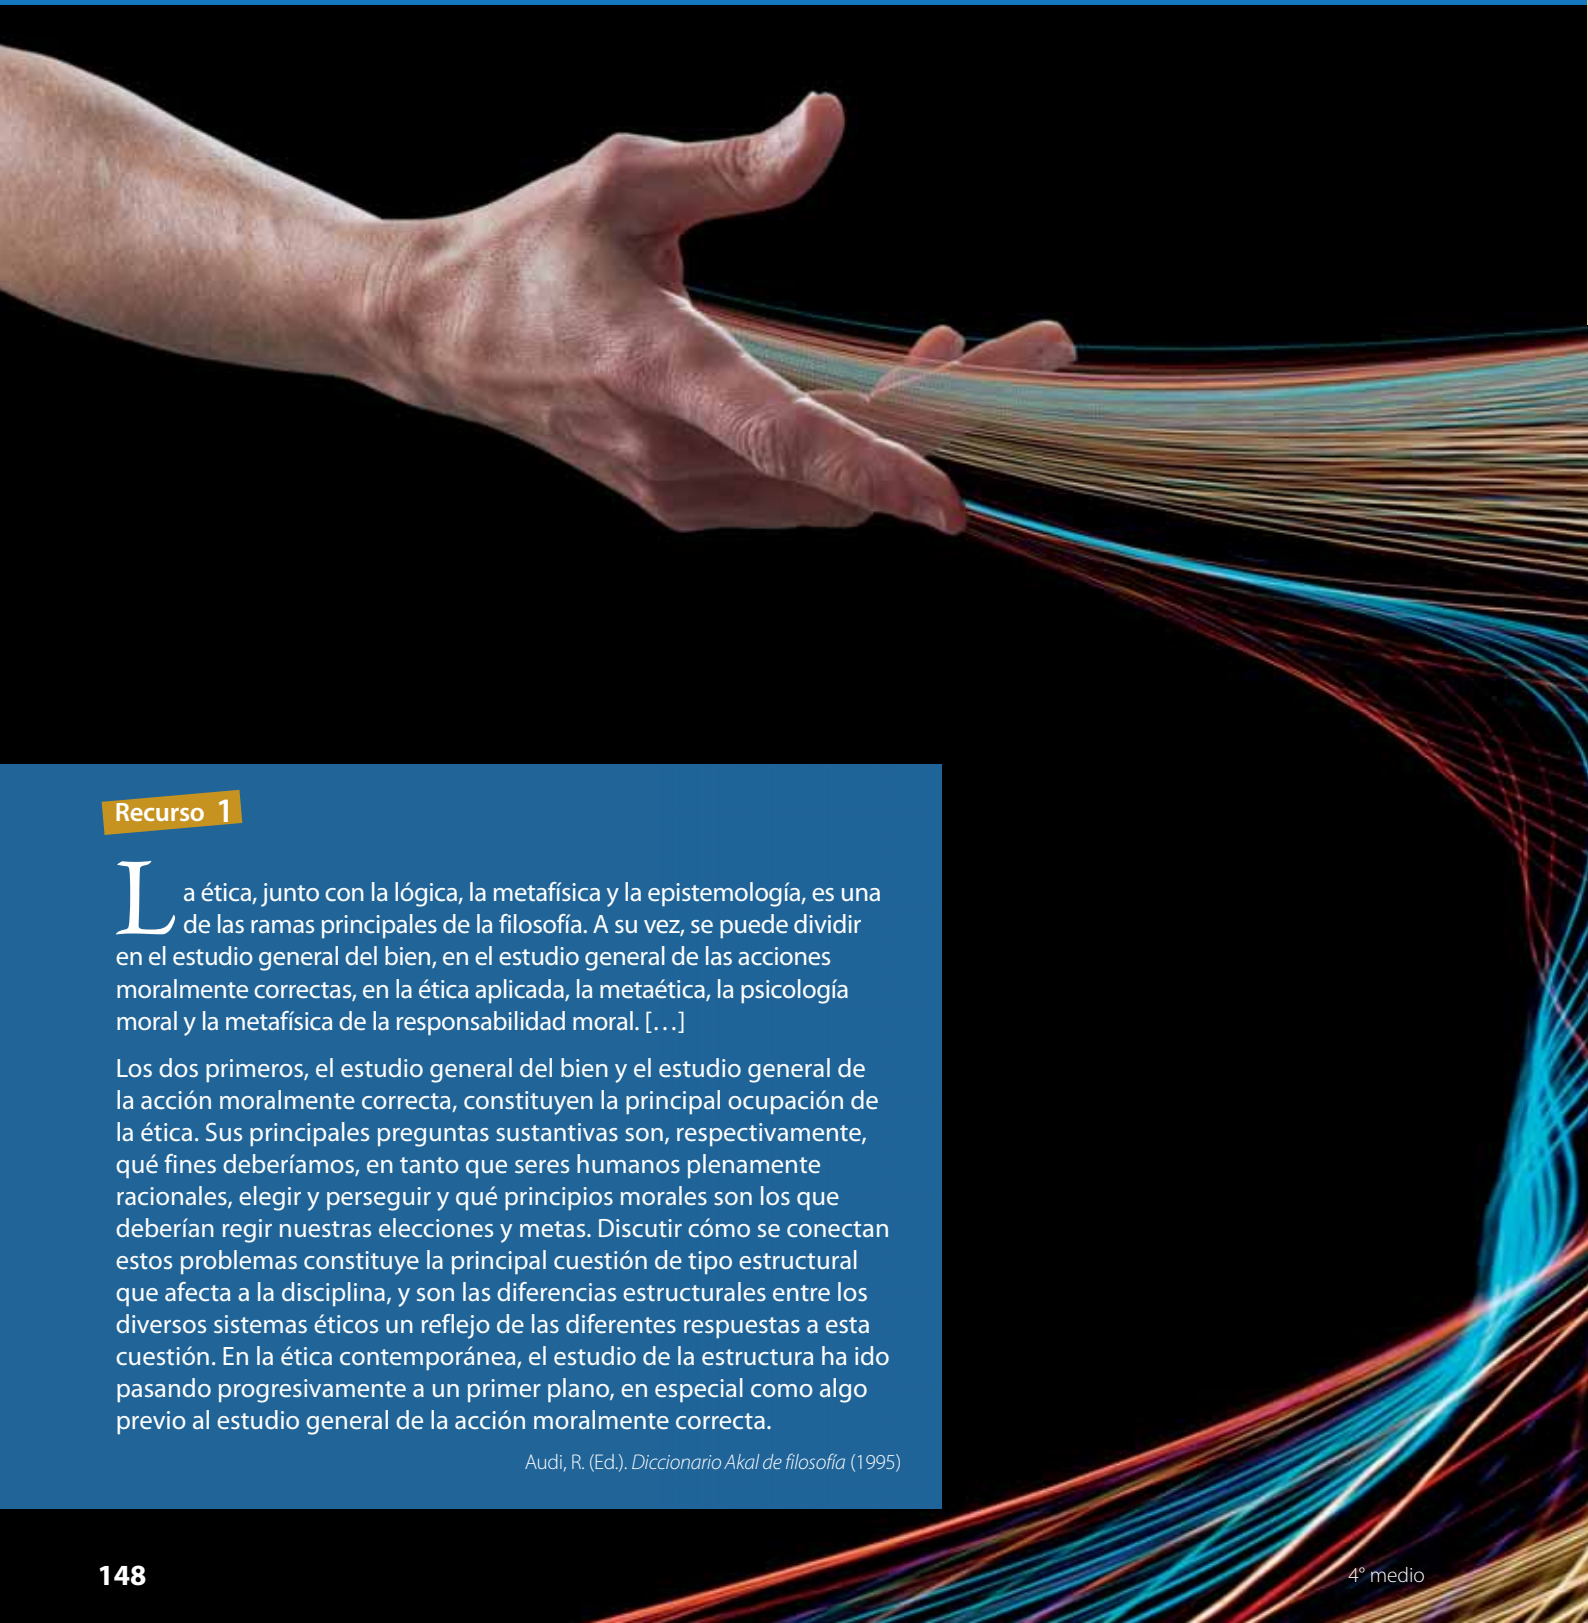 Recurso 1
La ética, junto con la lógica, la metafísica y la epistemología, es una
de las ramas principales de la filosofía. A su vez, se puede dividir
en el estudio general del bien, en el estudio general de las acciones
moralmente correctas, en la ética aplicada, la metaética, la psicología
moral y la metafísica de la responsabilidad moral. […]
Los dos primeros, el estudio general del bien y el estudio general de
la acción moralmente correcta, constituyen la principal ocupación de
la ética. Sus principales preguntas sustantivas son, respectivamente,
qué fines deberíamos, en tanto que seres humanos plenamente
racionales, elegir y perseguir y qué principios morales son los que
deberían regir nuestras elecciones y metas. Discutir cómo se conectan
estos problemas constituye la principal cuestión de tipo estructural
que afecta a la disciplina, y son las diferencias estructurales entre los
diversos sistemas éticos un reflejo de las diferentes respuestas a esta
cuestión. En la ética contemporánea, el estudio de la estructura ha ido
pasando progresivamente a un primer plano, en especial como algo
previo al estudio general de la acción moralmente correcta.
Audi, R. (Ed.). Diccionario Akal de filosofía (1995)
148
4° medio